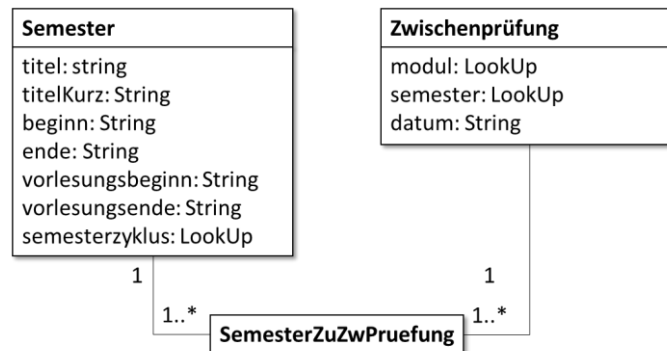 Semester
titel: string
titelKurz: String
beginn: String
ende: String
vorlesungsbeginn: String
vorlesungsende: String
semesterzyklus: LookUp
Zwischenprüfung
modul: LookUp
semester: LookUp
datum: String
1
1
1..*
1..*
SemesterZuZwPruefung